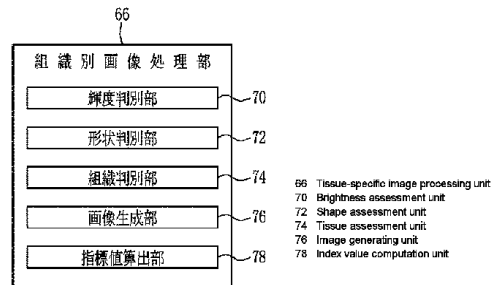 66
組織別画像処理部
輝度判別部
70
形状判別部
72
組織判別部
74
画像生成部
76
指標値算出部
78
66 Tissue-specific image processing unit
70 Brightness assessment unit
72 Shape assessment unit
74 Tissue assessment unit
76 Image generating unit
78 Index value computation unit